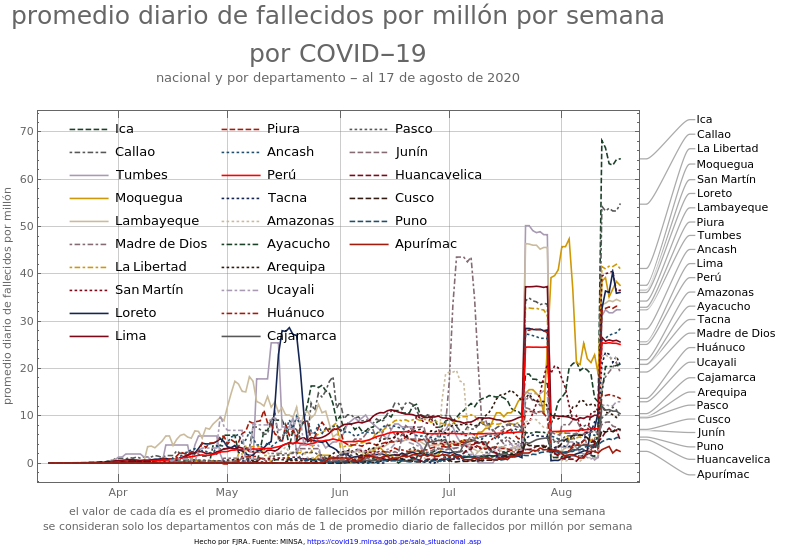 promedio diario de fallecidos por millón por semana
por COVID−19
nacional y por departamento − al 17 de agosto de 2020
promedio diario de fallecidos por millón
70
60
50
40
30
20
10
0
Ica
Callao
Tumbes
Moquegua
Lambayeque
Madre de Dios
La Libertad
San Martín
Loreto
Lima
Piura
Ancash
Perú
Tacna
Amazonas
Ayacucho
Arequipa
Ucayali
Huánuco
Cajamarca
Pasco
Junín
Huancavelica
Cusco
Puno
Apurímac
Ica
Callao
La Libertad
Moquegua
San Martín
Loreto
Lambayeque
Piura
Tumbes
Ancash
Lima
Perú
Amazonas
Ayacucho
Tacna
Madre de Dios
Huánuco
Ucayali
Cajamarca
Arequipa
Pasco
Cusco
Junín
Puno
Huancavelica
Apurímac
Apr May Jun Jul Aug
el valor de cada día es el promedio diario de fallecidos por millón reportados durante una semana
se consideran solo los departamentos con más de 1 de promedio diario de fallecidos por millón por semana
Hecho por FJRA. Fuente: MINSA, https://covid19.minsa.gob.pe/sala_situacional .asp